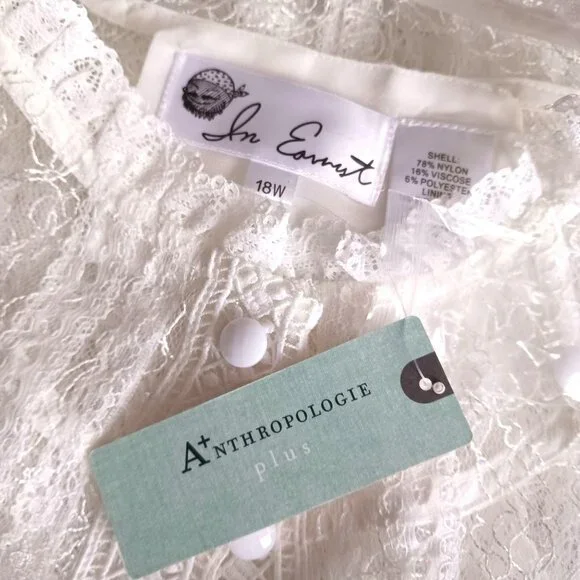 In Earnest
18W
SHELL:
78% NYLON
16% VISCOSE
6% POLYESTER
A+NTHROPOLOGIE
plus